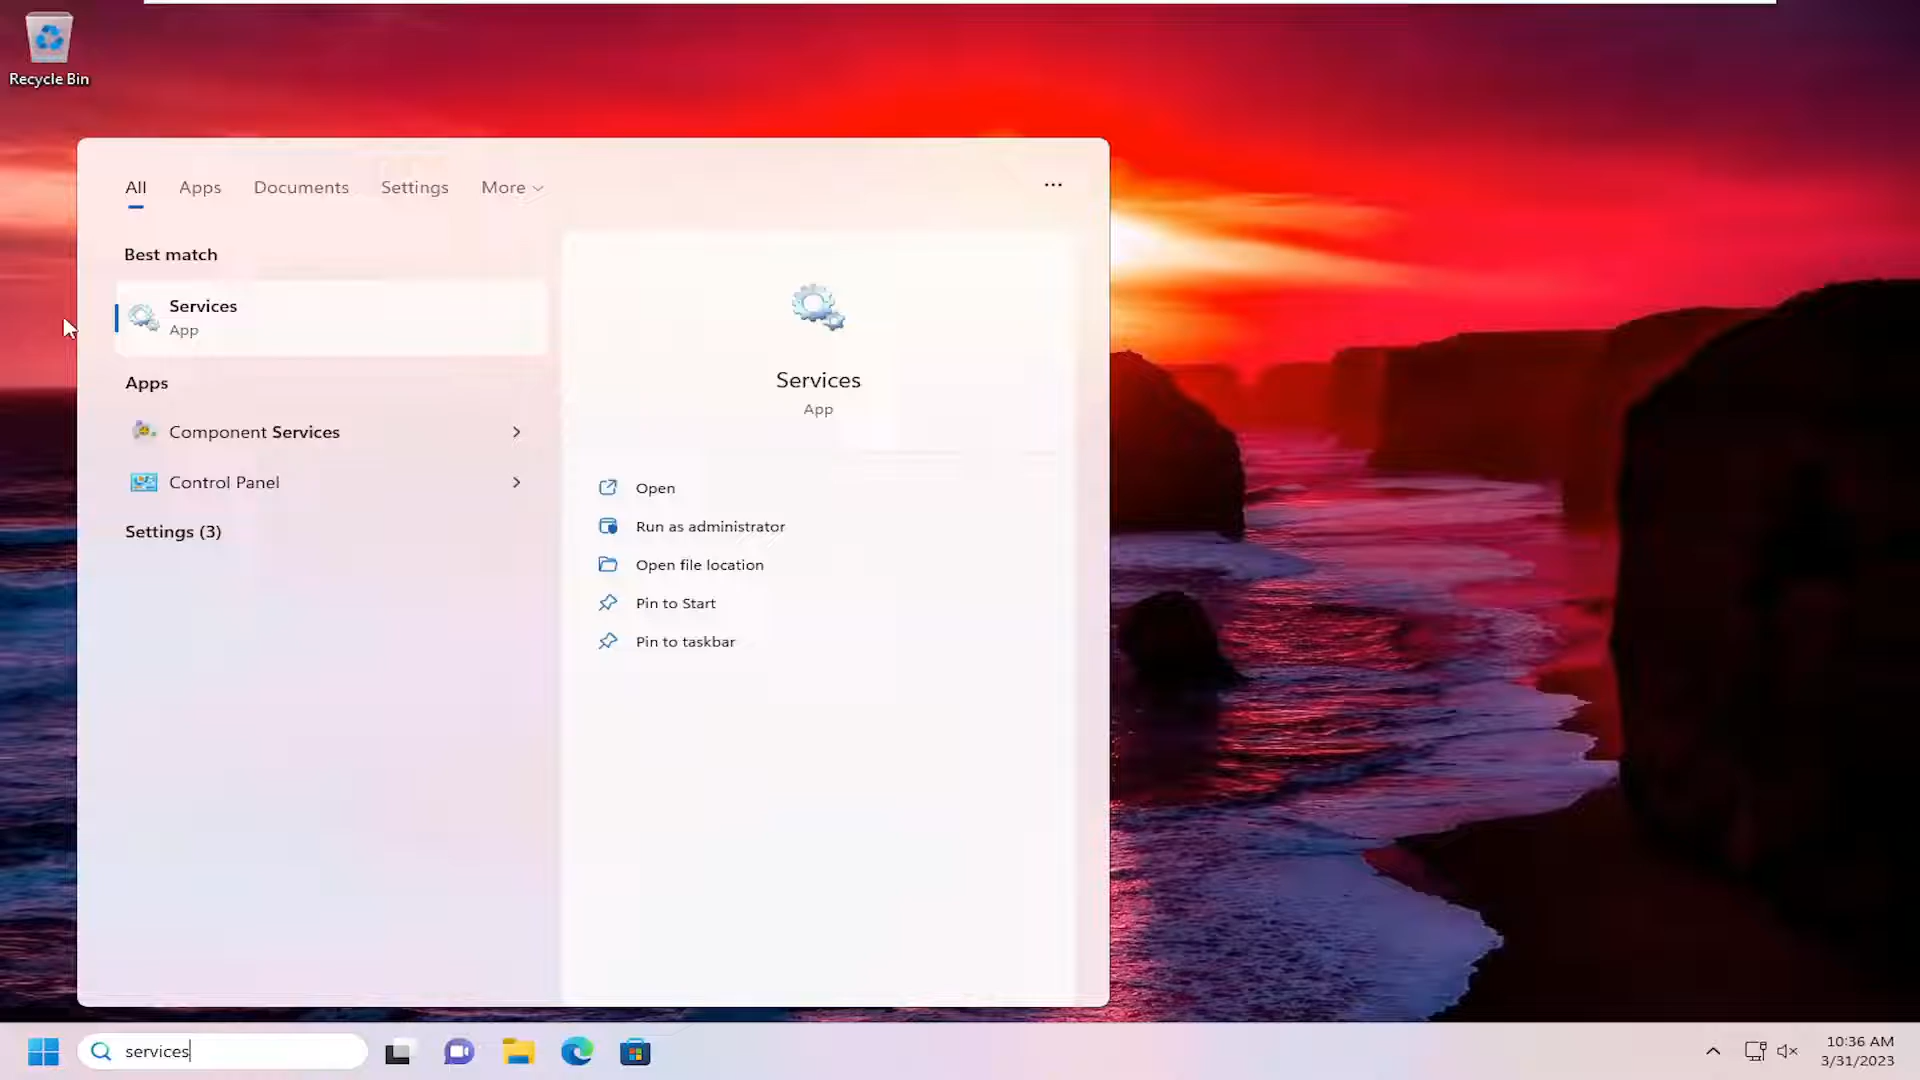 Recycle Bin
All Apps Documents Settings More
Best match
Services
App
Apps
Component Services
Control Panel
Settings (3)
Services
App
Open
Run as administrator
Open file location
Pin to Start
Pin to taskbar
services
10:36 AM
3/31/2023